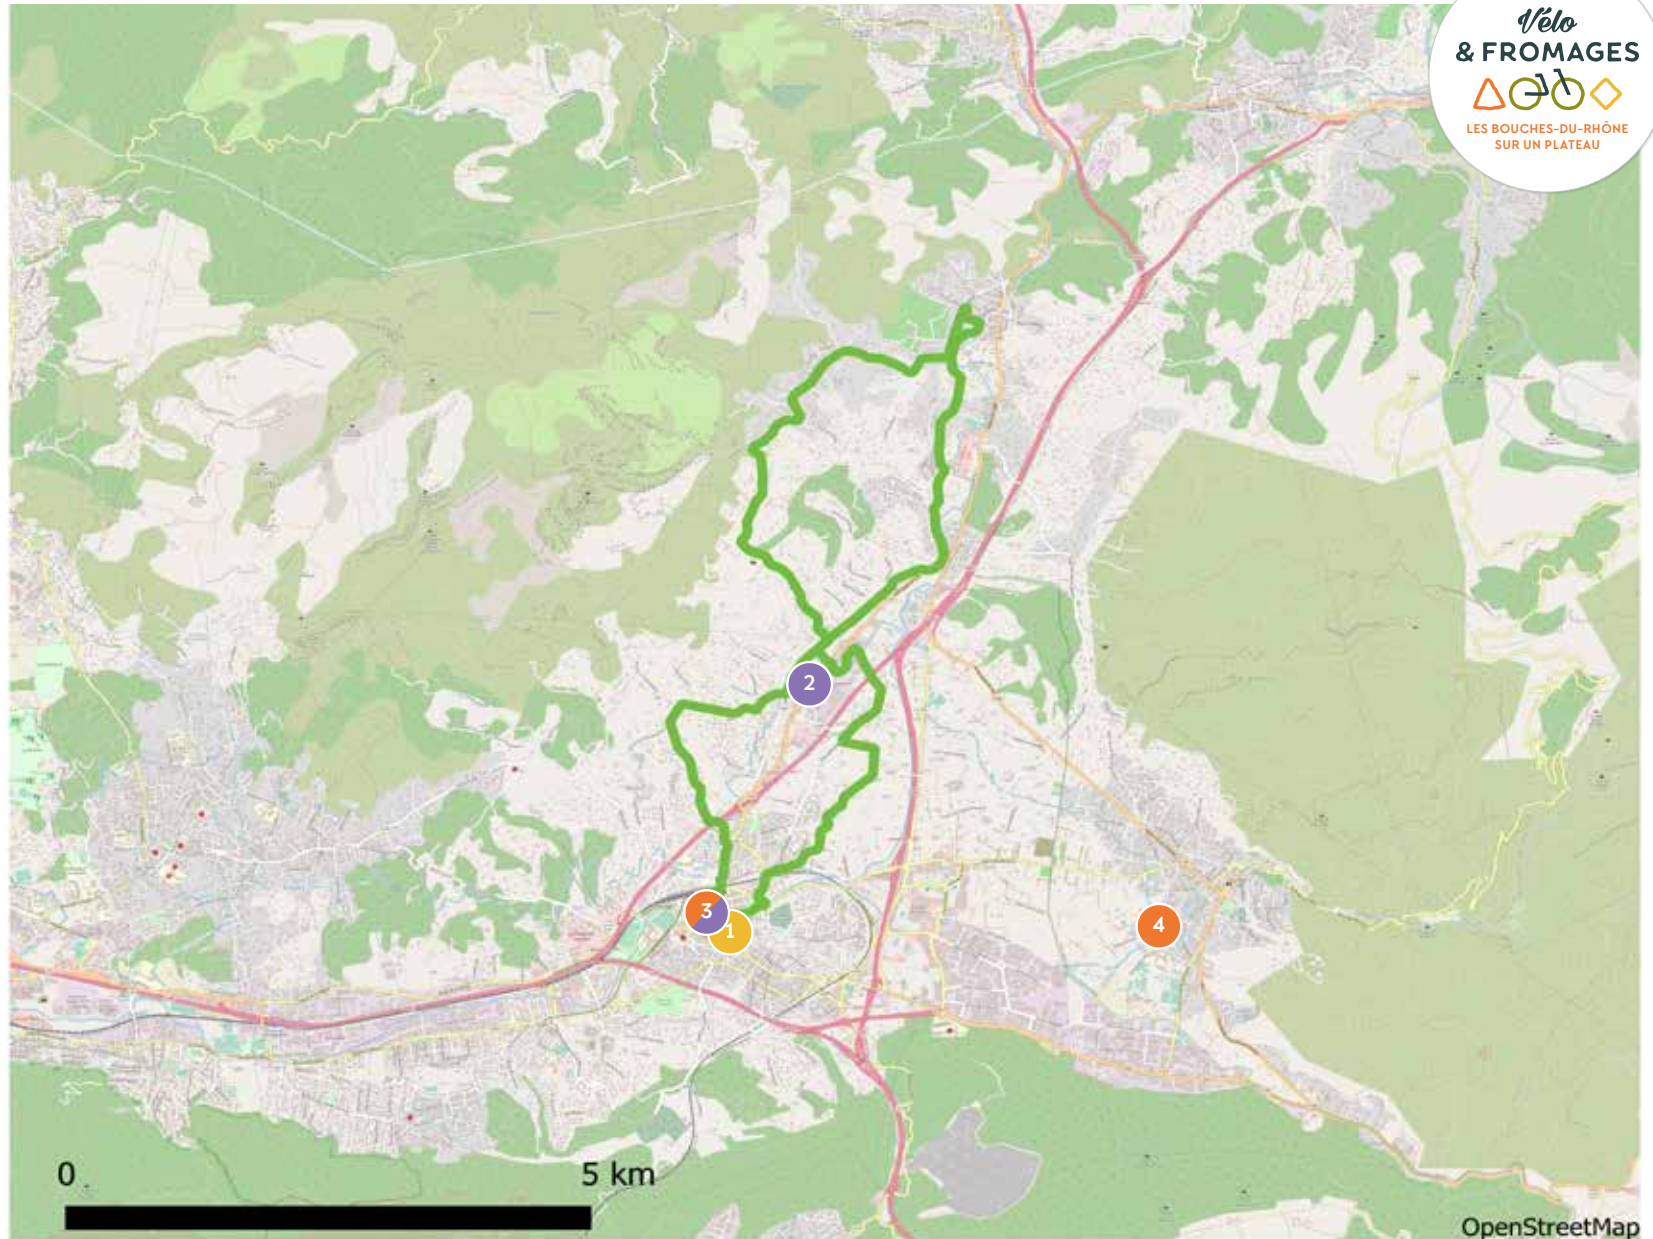 Vélo
& FROMAGES
LES BOUCHES-DU-RHÔNE
SUR UN PLATEAU
2
3
1
4
0 5 km
OpenStreetMap